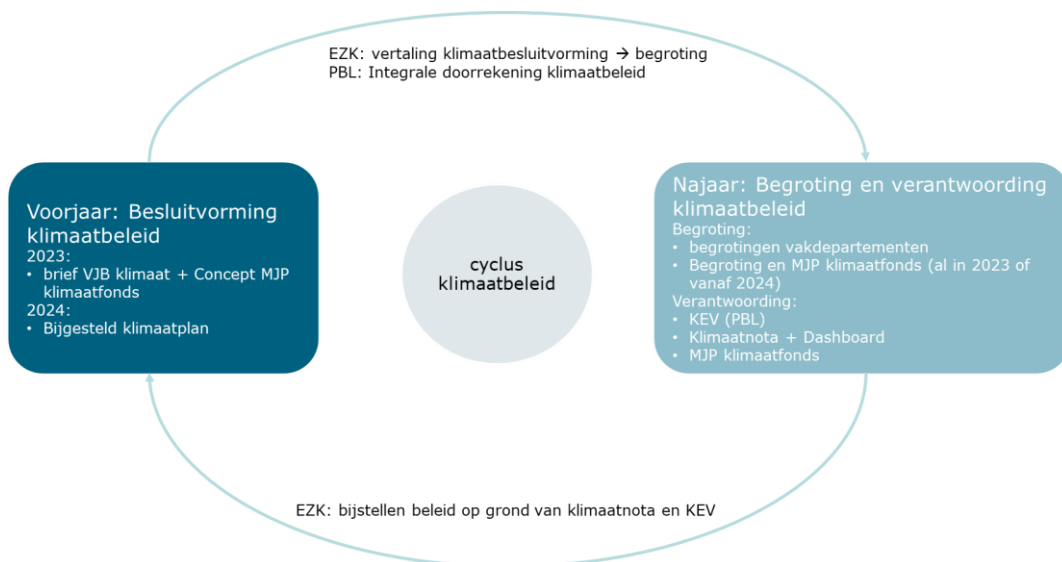 EZK: vertaling klimaatbesluitvorming → begroting
PBL: Integrale doorrekening klimaatbeleid
Voorjaar: Besluitvorming
klimaatbeleid
2023:
• brief VJB klimaat + Concept MJP
klimaatfonds
2024:
• Bijgesteld klimaatplan
cyclus
klimaatbeleid
Najaar: Begroting en verantwoording
klimaatbeleid
Begroting:
• begrotingen vakdepartementen
• Begroting en MJP klimaatfonds (al in 2023 of
vanaf 2024)
Verantwoording:
• KEV (PBL)
• Klimaatnota + Dashboard
• MJP klimaatfonds
EZK: bijstellen beleid op grond van klimaatnota en KEV